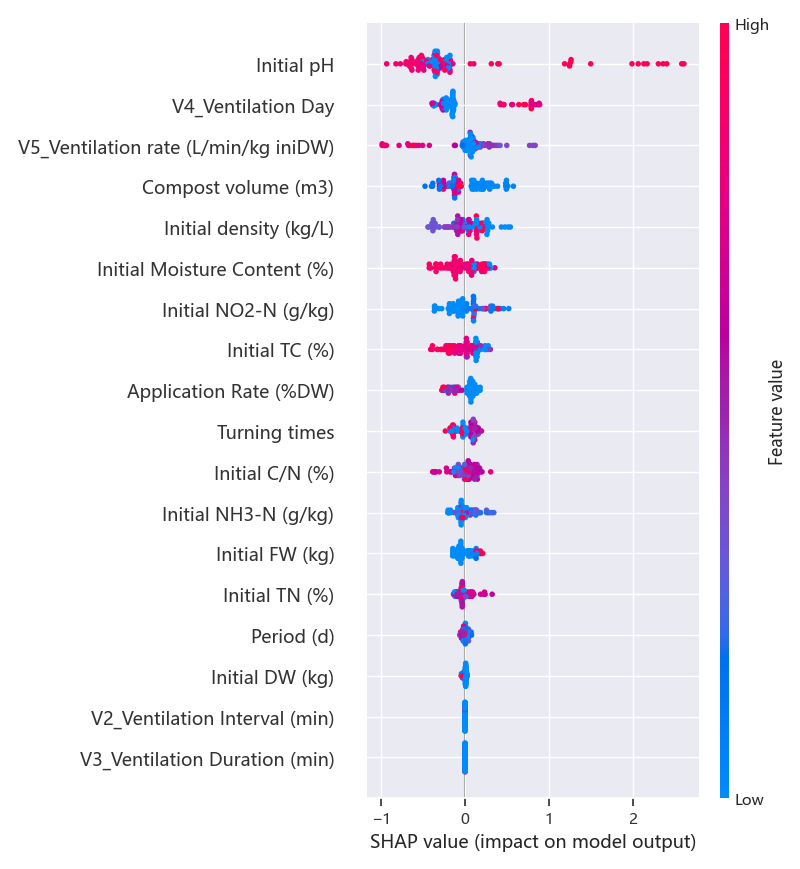 High
Initial pH
V4_Ventilation Day
V5_Ventilation rate (L/min/kg iniDW)
Compost volume (m3)
Initial density (kg/L)
Initial Moisture Content (%)
Initial NO2-N (g/kg)
Initial TC (%)
Application Rate (%DW)
Turning times
Initial C/N (%)
Initial NH3-N (g/kg)
Initial FW (kg)
Initial TN (%)
Period (d)
Initial DW (kg)
V2_Ventilation Interval (min)
V3_Ventilation Duration (min)
Feature value
Low
−1 0 1 2
SHAP value (impact on model output)